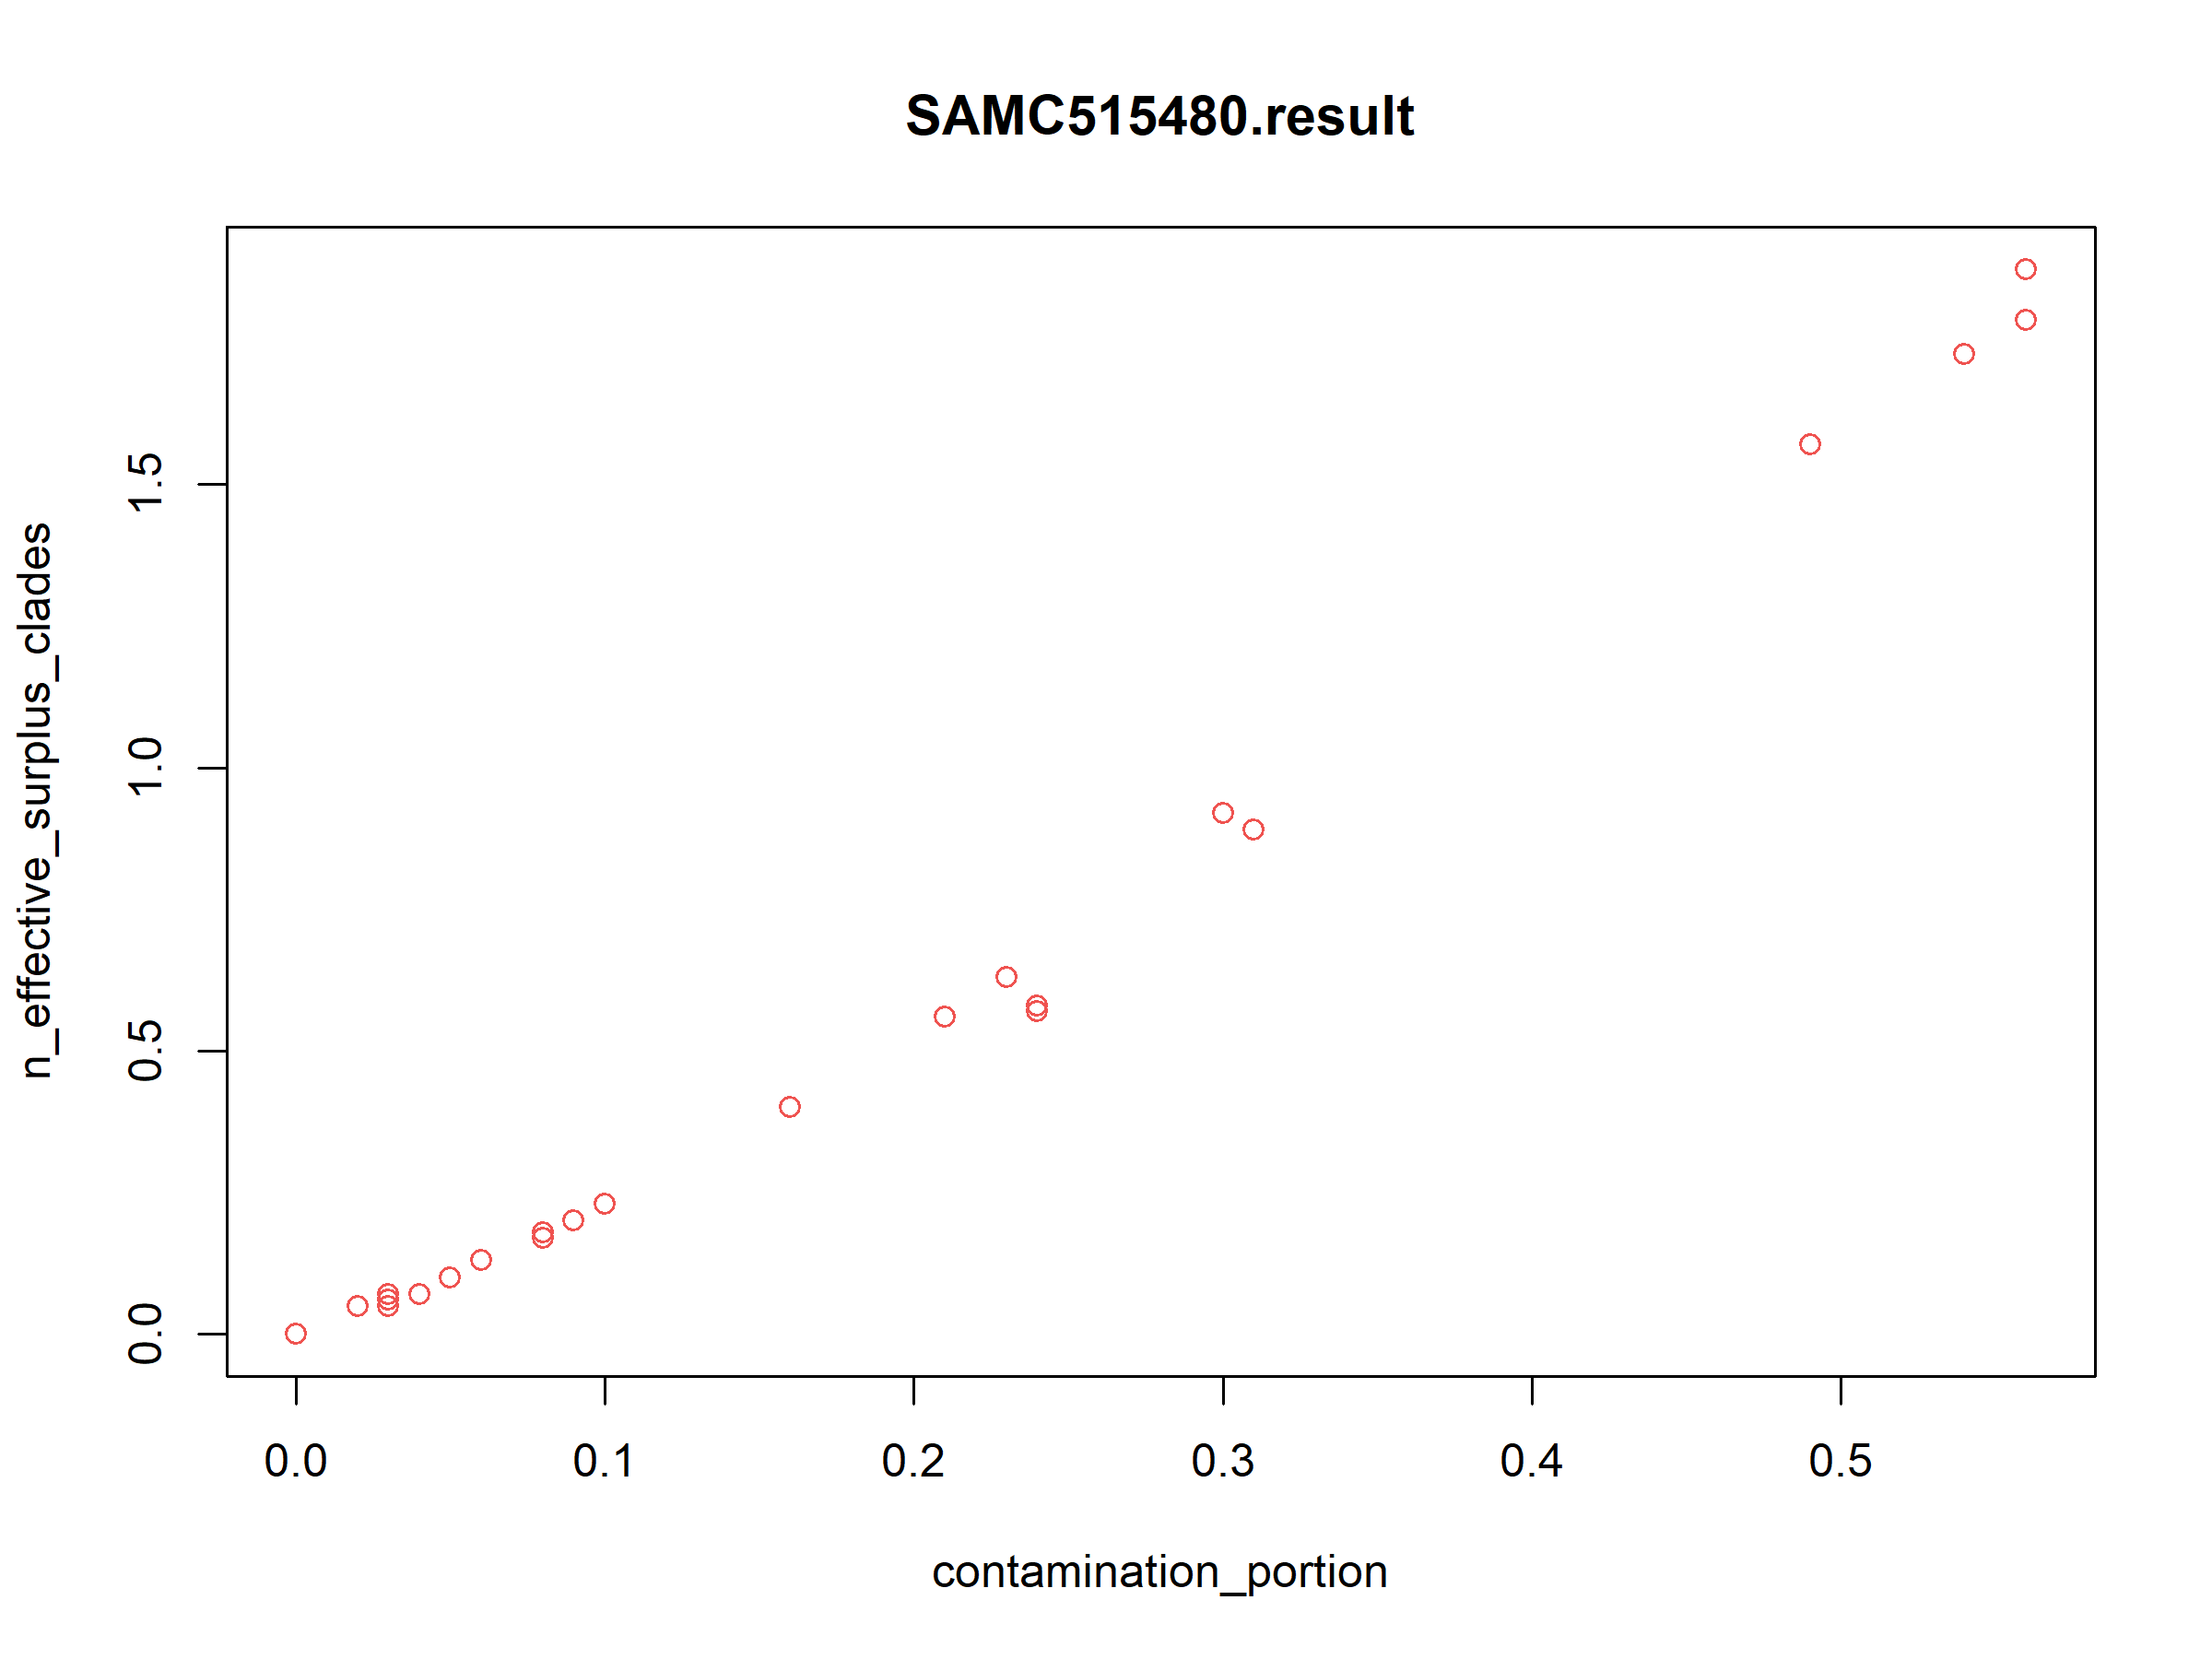 SAMC515480.result
n_effective_surplus_clades
1.5
1.0
0.5
0.0
0.0 0.1 0.2 0.3 0.4 0.5
contamination_portion